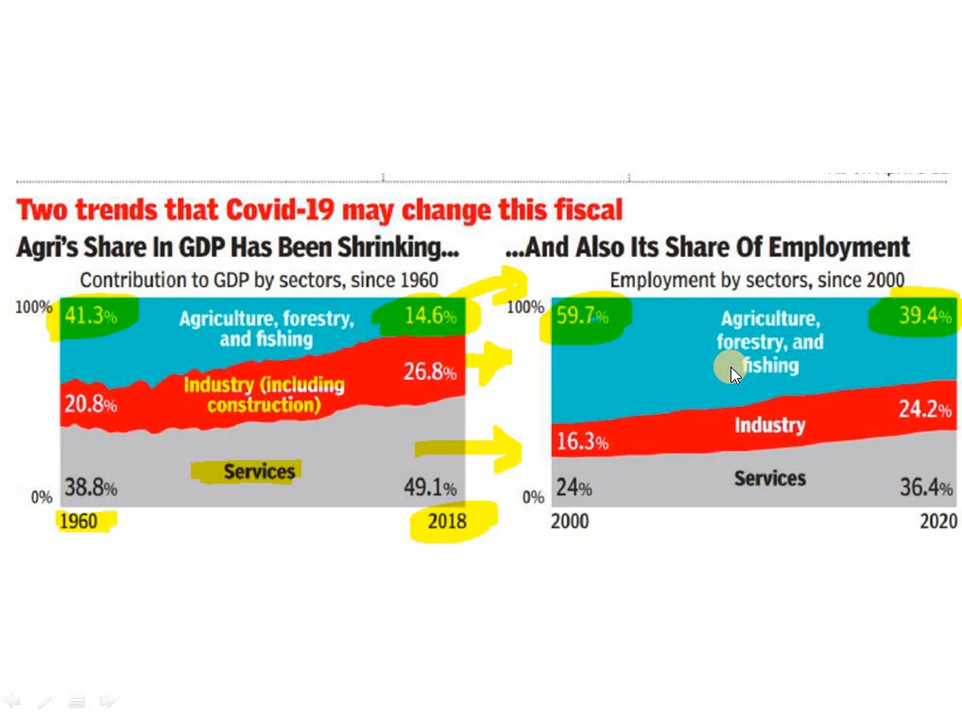 Two trends that Covid-19 may change this fiscal
Agri's Share In GDP Has Been Shrinking...
Contribution to GDP by sectors, since 1960
100%
41.3%
Agriculture, forestry,
and fishing
14.6%
20.8%
Industry (including
construction)
26.8%
Services
0%
38.8%
49.1%
1960
2018
...And Also Its Share Of Employment
Employment by sectors, since 2000
100%
59.7%
Agriculture,
forestry, and
fishing
39.4%
16.3%
Industry
24.2%
Services
0%
24%
36.4%
2000
2020